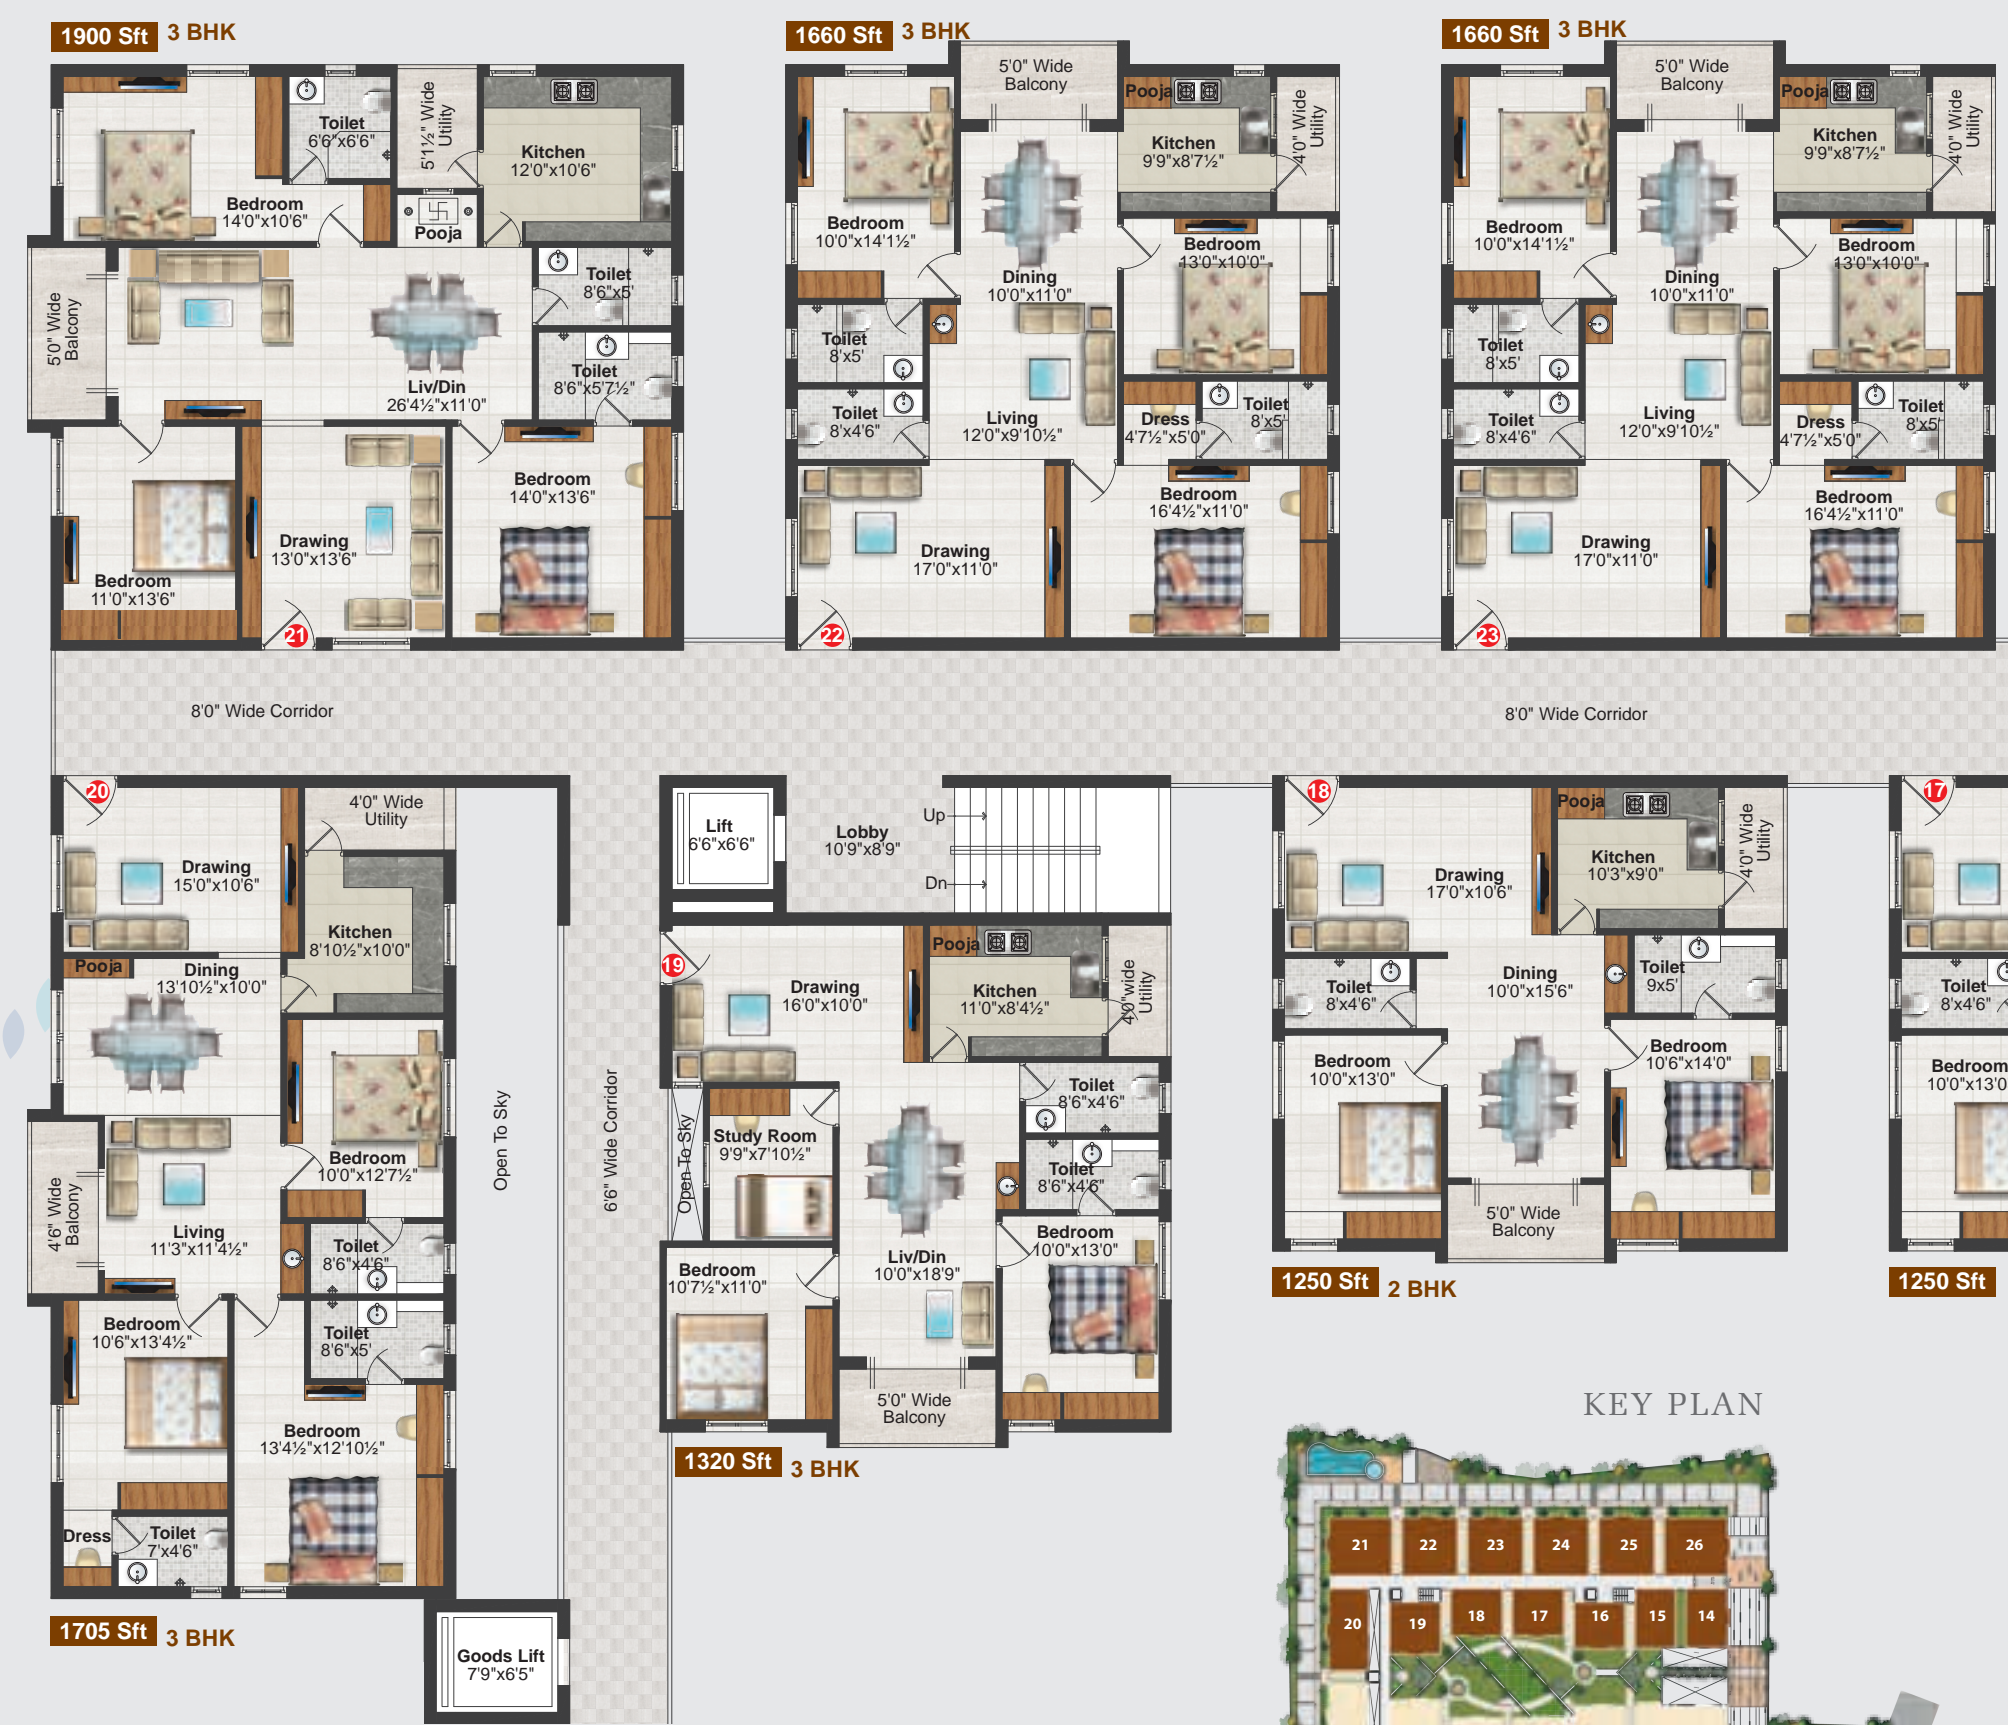 1900 Sft 3 BHK
Toilet
6'6"x6'6"
5'1½" Wide
Utility
Kitchen
12'0"x10'6"
Bedroom
14'0"x10'6"
Pooja
Toilet
8'6"x5'
5'0" Wide
Balcony
Toilet
8'6"x5'7½"
Liv/Din
26'4½"x11'0"
Bedroom
14'0"x13'6"
Drawing
13'0"x13'6"
Bedroom
11'0"x13'6"
21
1660 Sft 3 BHK
5'0" Wide
Balcony
Pooja
4'0" Wide
Utility
Kitchen
9'9"x8'7½"
Bedroom
10'0"x14'1½"
Bedroom
13'0"x10'0"
Dining
10'0"x11'0"
Toilet
8'x5'
Toilet
8'x4'6"
Living
12'0"x9'10½"
Dress
4'7½"x5'0"
Toilet
8'x5'
Bedroom
16'4½"x11'0"
Drawing
17'0"x11'0"
22
1660 Sft 3 BHK
5'0" Wide
Balcony
Pooja
4'0" Wide
Utility
Kitchen
9'9"x8'7½"
Bedroom
10'0"x14'1½"
Bedroom
13'0"x10'0"
Dining
10'0"x11'0"
Toilet
8'x5'
Toilet
8'x4'6"
Living
12'0"x9'10½"
Dress
4'7½"x5'0"
Toilet
8'x5'
Bedroom
16'4½"x11'0"
Drawing
17'0"x11'0"
23
8'0" Wide Corridor
8'0" Wide Corridor
20
4'0" Wide
Utility
Drawing
15'0"x10'6"
Kitchen
8'10½"x10'0"
Pooja
Dining
13'10½"x10'0"
Bedroom
10'0"x12'7½"
4'6" Wide
Balcony
Living
11'3"x11'4½"
Toilet
8'6"x4'6"
Bedroom
10'6"x13'4½"
Toilet
8'6"x5'
Bedroom
13'4½"x12'10½"
Dress
Toilet
7'x4'6"
1705 Sft 3 BHK
Open To Sky
6'6" Wide Corridor
Goods Lift
7'9"x6'5"
Lift
6'6"x6'6"
Lobby
10'9"x8'9"
Up
Dn
19
Pooja
Drawing
16'0"x10'0"
Kitchen
11'0"x8'4½"
4'0"wide
Utility
Toilet
8'6"x4'6"
Study Room
9'9"x7'10½"
Open To Sky
Toilet
8'6"x4'6"
Bedroom
10'0"x13'0"
Liv/Din
10'0"x18'9"
Bedroom
10'7½"x11'0"
5'0" Wide
Balcony
1320 Sft 3 BHK
18
Pooja
4'0" Wide
Utility
Kitchen
10'3"x9'0"
Drawing
17'0"x10'6"
Toilet
8'x4'6"
Dining
10'0"x15'6"
Toilet
9x5'
Bedroom
10'0"x13'0"
Bedroom
10'6"x14'0"
5'0" Wide
Balcony
1250 Sft 2 BHK
17
Toilet
8'x4'6"
Bedroom
10'0"x13'0
1250 Sft
KEY PLAN
21 22 23 24 25 26
20 19 18 17 16 15 14